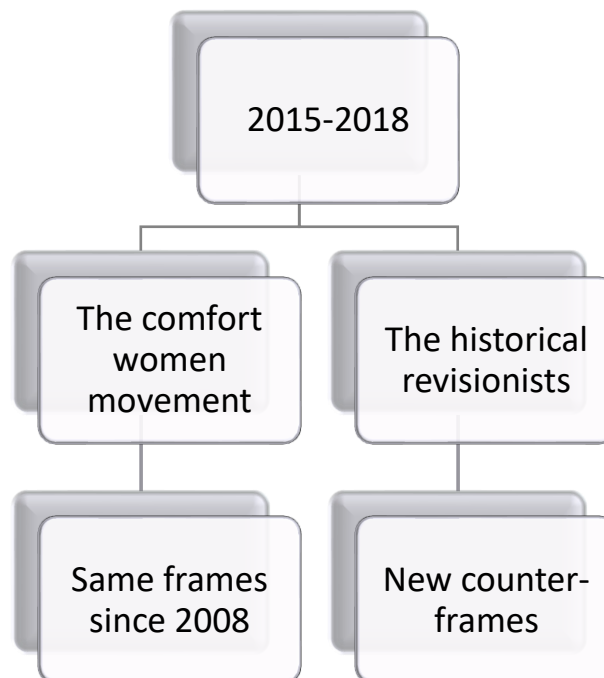 2015-2018
The comfort
women
movement
The historical
revisionists
Same frames
since 2008
New counter-
frames